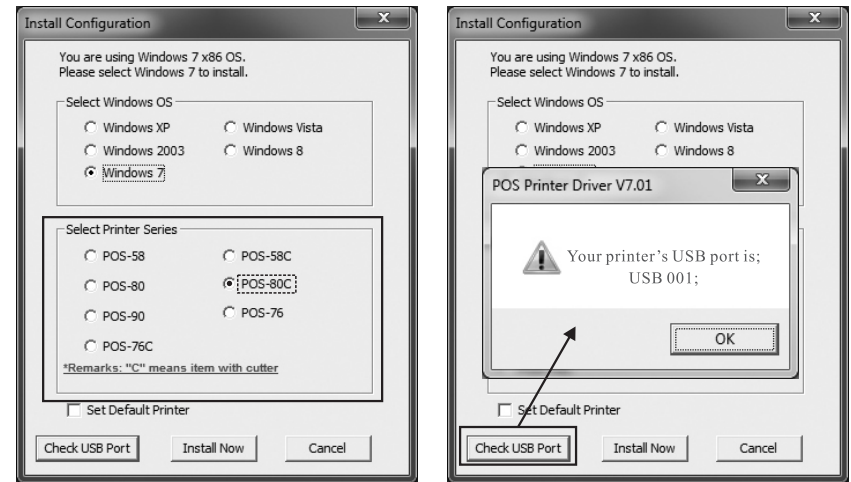 Install Configuration
x
You are using Windows 7 x86 OS.
Please select Windows 7 to install.
Select Windows OS
Windows XP Windows Vista
Windows 2003 Windows 8
Windows 7
Select Printer Series
POS-58 POS-58C
POS-80 POS-80C
POS-90 POS-76
POS-76C
*Remarks: "C" means item with cutter
Set Default Printer
Check USB Port Install Now Cancel
Install Configuration
x
You are using Windows 7 x86 OS.
Please select Windows 7 to install.
Select Windows OS
Windows XP Windows Vista
Windows 2003 Windows 8
POS Printer Driver V7.01
x
Your printer's USB port is;
USB 001;
OK
Set Default Printer
Check USB Port Install Now Cancel